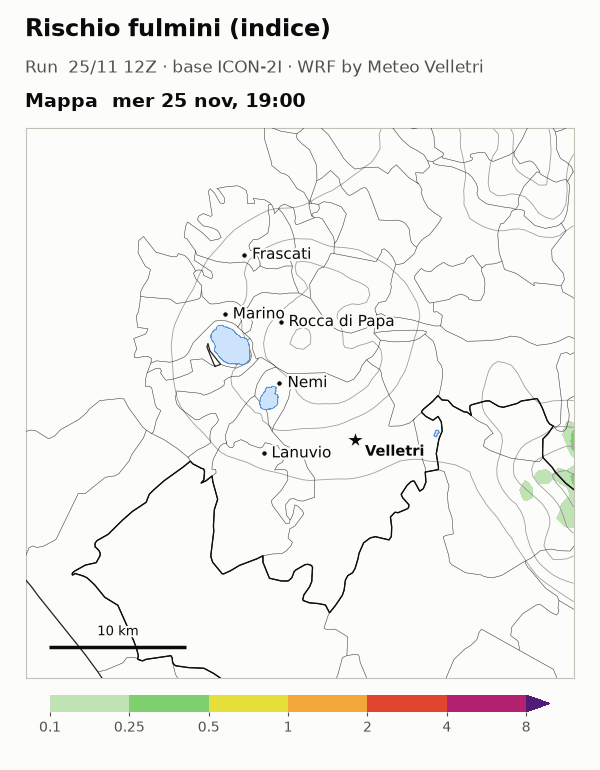 Rischio fulmini (indice)
Run  25/11 12Z · base ICON-2I · WRF by Meteo Velletri
Mappa  mer 25 nov, 19:00
Frascati
Marino
Rocca di Papa
Nemi
Velletri
Lanuvio
10 km
0.1 0.25 0.5 1 2 4 8